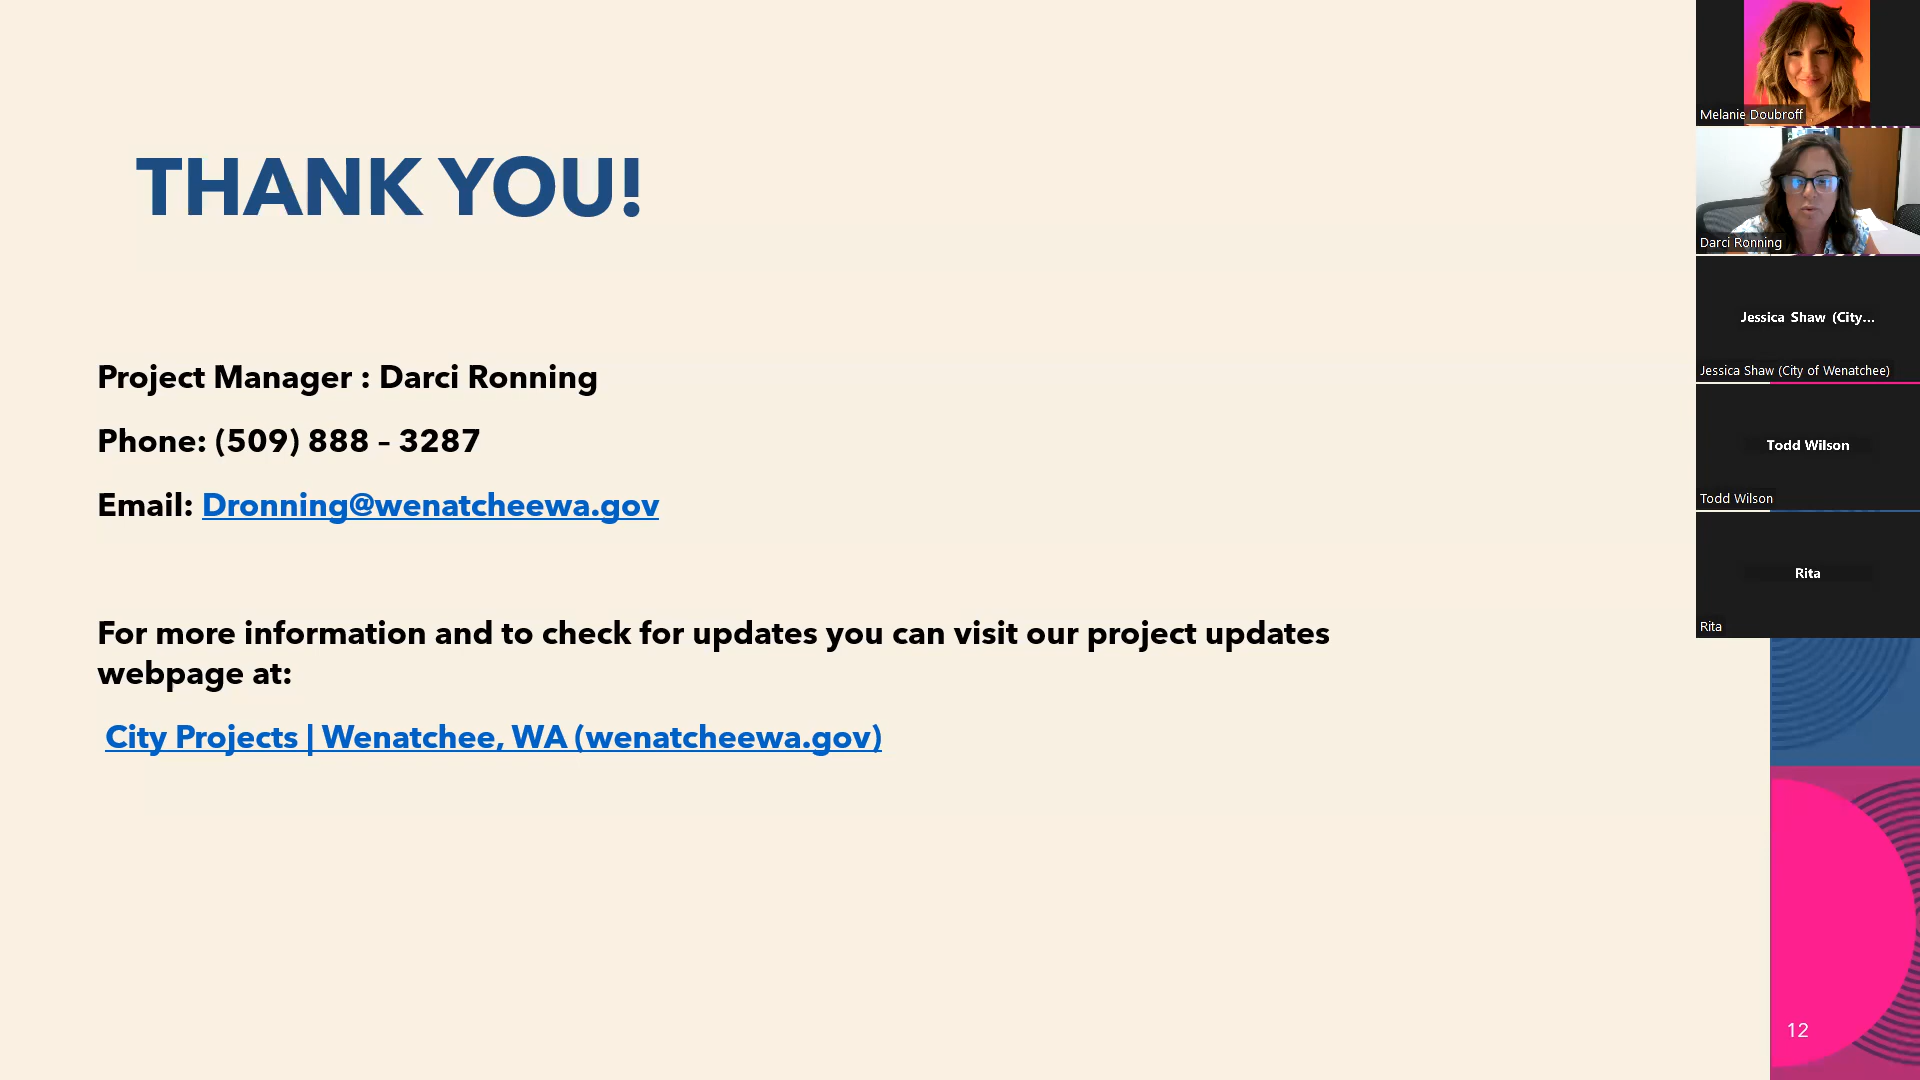 THANK YOU!
Project Manager : Darci Ronning
Phone: (509) 888 – 3287
Email: Dronning@wenatcheewa.gov
For more information and to check for updates you can visit our project updates
webpage at:
City Projects | Wenatchee, WA (wenatcheewa.gov)
12
Melanie Doubroff
Darci Ronning
Jessica Shaw (City...
Jessica Shaw (City of Wenatchee)
Todd Wilson
Todd Wilson
Rita
Rita